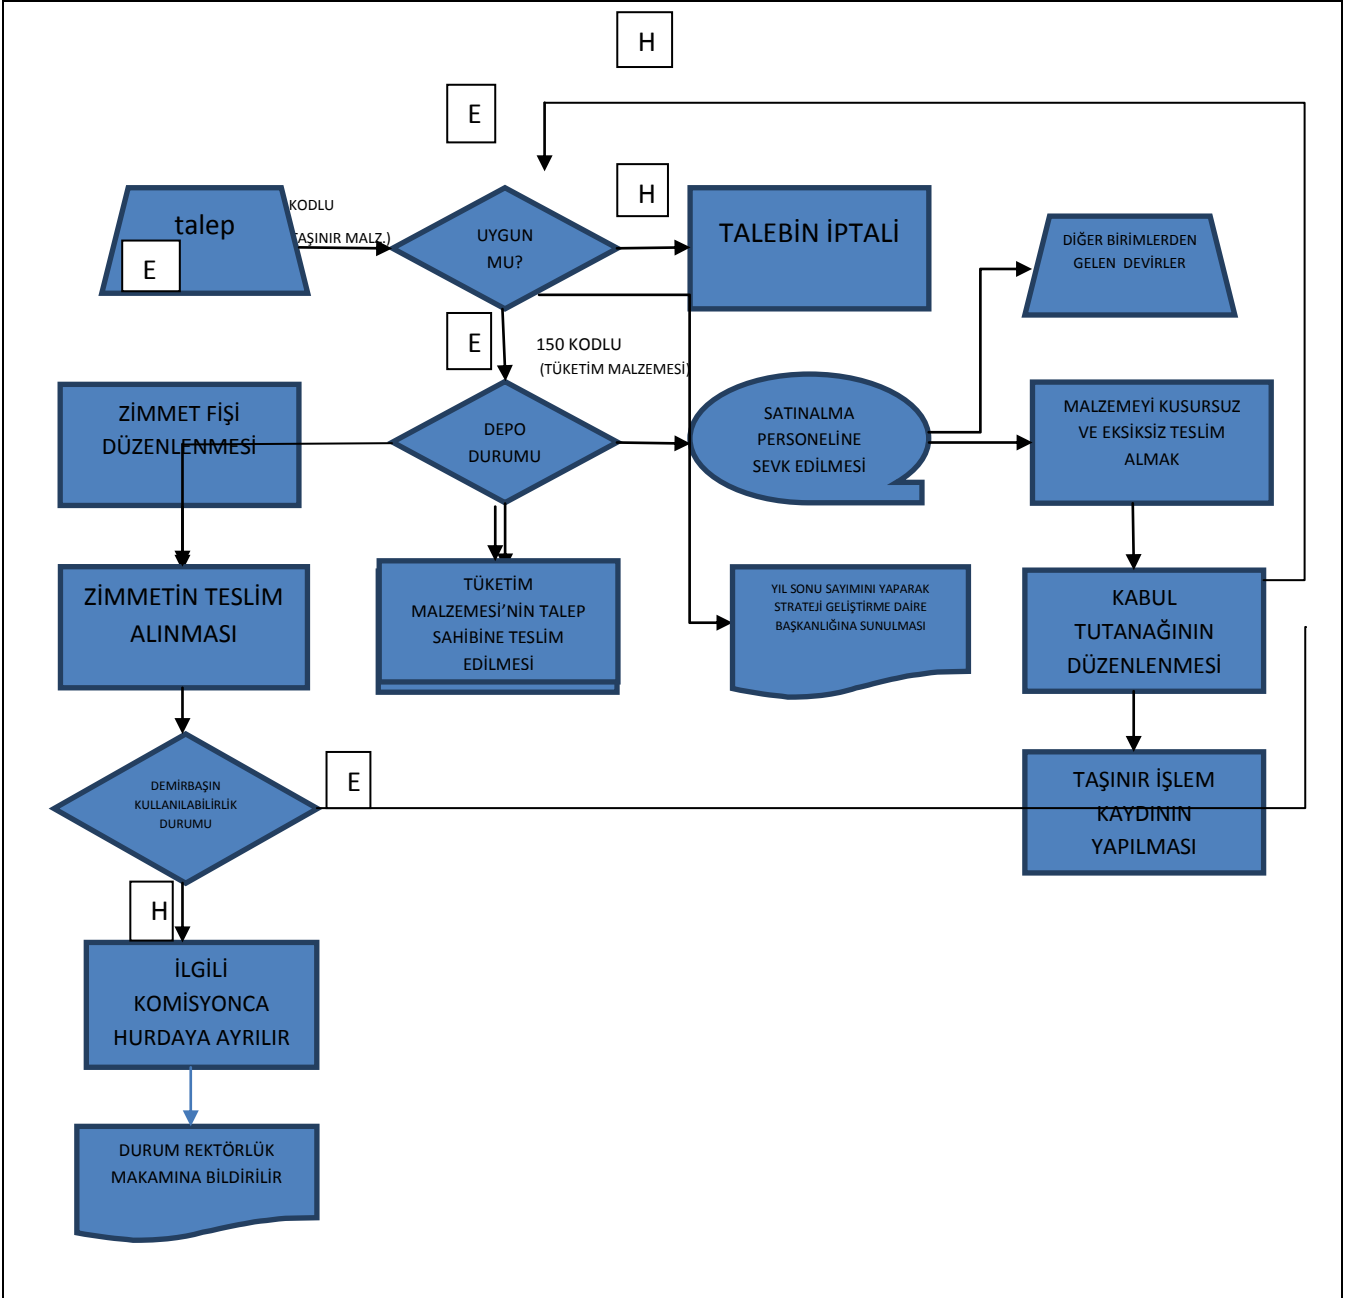 H
E
H
talep
KODLU
TAŞINIR MALZ.)
E
UYGUN
MU?
TALEBİN İPTALİ
DİĞER BİRİMLERDEN
GELEN DEVİRLER
E
150 KODLU
(TÜKETİM MALZEMESİ)
ZİMMET FİŞİ
DÜZENLENMESİ
DEPO
DURUMU
SATINALMA
PERSONELİNE
SEVK EDİLMESİ
MALZEMEYİ KUSURSUZ
VE EKSİKSİZ TESLİM
ALMAK
ZİMMETİN TESLİM
ALINMASI
TÜKETİM
MALZEMESİ’NİN TALEP
SAHİBİNE TESLİM
EDİLMESİ
YIL SONU SAYIMINI YAPARAK
STRATEJİ GELİŞTİRME DAİRE
BAŞKANLIĞINA SUNULMASI
KABUL
TUTANAĞININ
DÜZENLENMESİ
DEMİRBAŞIN
KULLANILABİLİRLİK
DURUMU
E
TAŞINIR İŞLEM
KAYDININ
YAPILMASI
H
İLGİLİ
KOMİSYONCA
HURDAYA AYRILIR
DURUM REKTÖRLÜK
MAKAMINA BİLDİRİLİR